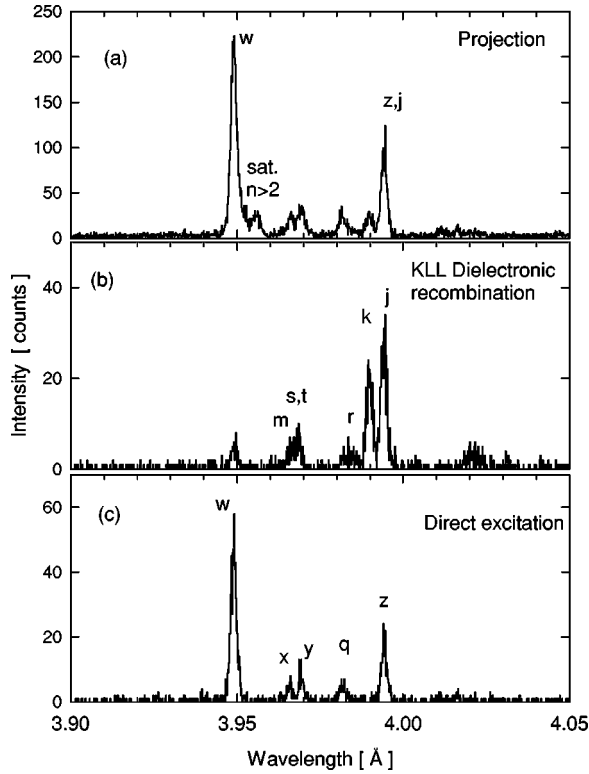 250
200
150
100
50
0
(a)
w
Projection
z,j
sat.
n>2
40
20
0
(b)
KLL Dielectronic
recombination
j
k
s,t
m
r
Intensity [ counts]
60
40
20
0
(c)
w
Direct excitation
z
x
y
q
3.90
3.95
4.00
4.05
Wavelength [ Å ]